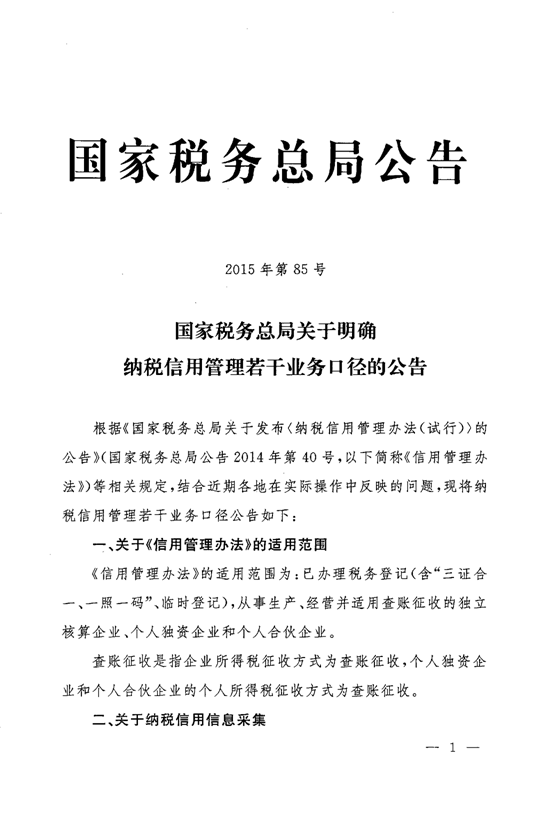 国家税务总局公告
2015年第85号
国家税务总局关于明确
纳税信用管理若干业务口径的公告
根据《国家税务总局关于发布〈纳税信用管理办法(试行)〉的
公告》(国家税务总局公告2014年第40号,以下简称《信用管理办
法》)等相关规定,结合近期各地在实际操作中反映的问题,现将纳
税信用管理若干业务口径公告如下:
一、关于《信用管理办法》的适用范围
《信用管理办法》的适用范围为:已办理税务登记(含“三证合
一、一照一码”、临时登记),从事生产、经营并适用查账征收的独立
核算企业、个人独资企业和个人合伙企业。
查账征收是指企业所得税征收方式为查账征收,个人独资企
业和个人合伙企业的个人所得税征收方式为查账征收。
二、关于纳税信用信息采集
— 1 —